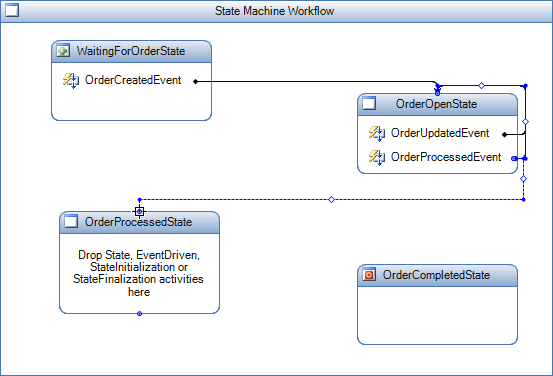 State Machine Workflow
WaitingForOrderState
OrderCreatedEvent
OrderOpenState
OrderUpdatedEvent
OrderProcessedEvent
OrderProcessedState
Drop State, EventDriven,
StateInitialization or
StateFinalization activities
here
OrderCompletedState